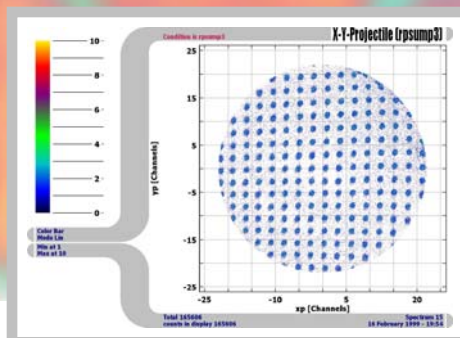 Condition is rpsump3
X-Y-Projectile (rpsump3)
10
8
6
4
2
0
Color Bar
Mode Lin
Min at 1
Max at 10
yp [Channels]
25
15
5
-5
-15
-25
-25
-10
5
20
xp [Channels]
Total 165606
counts in display 165606
Spectrum 15
16 February 1999 - 19:54